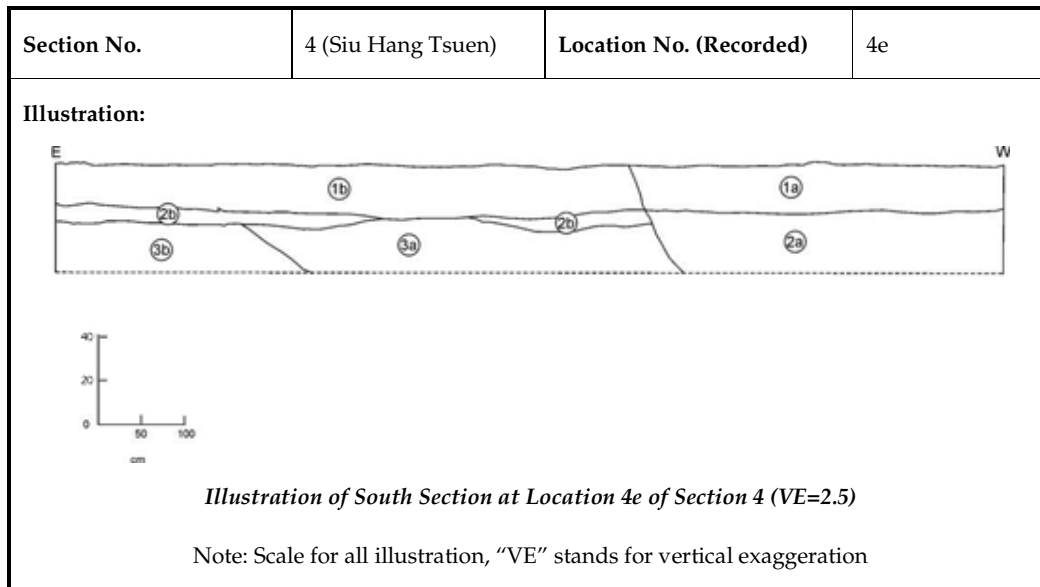 Section No. 4 (Siu Hang Tsuen) Location No. (Recorded) 4e
Illustration:
E W
1b 1a
2b 2b
3b 3a 2a
40
20
0
50 100
cm
Illustration of South Section at Location 4e of Section 4 (VE=2.5)
Note: Scale for all illustration, “VE” stands for vertical exaggeration